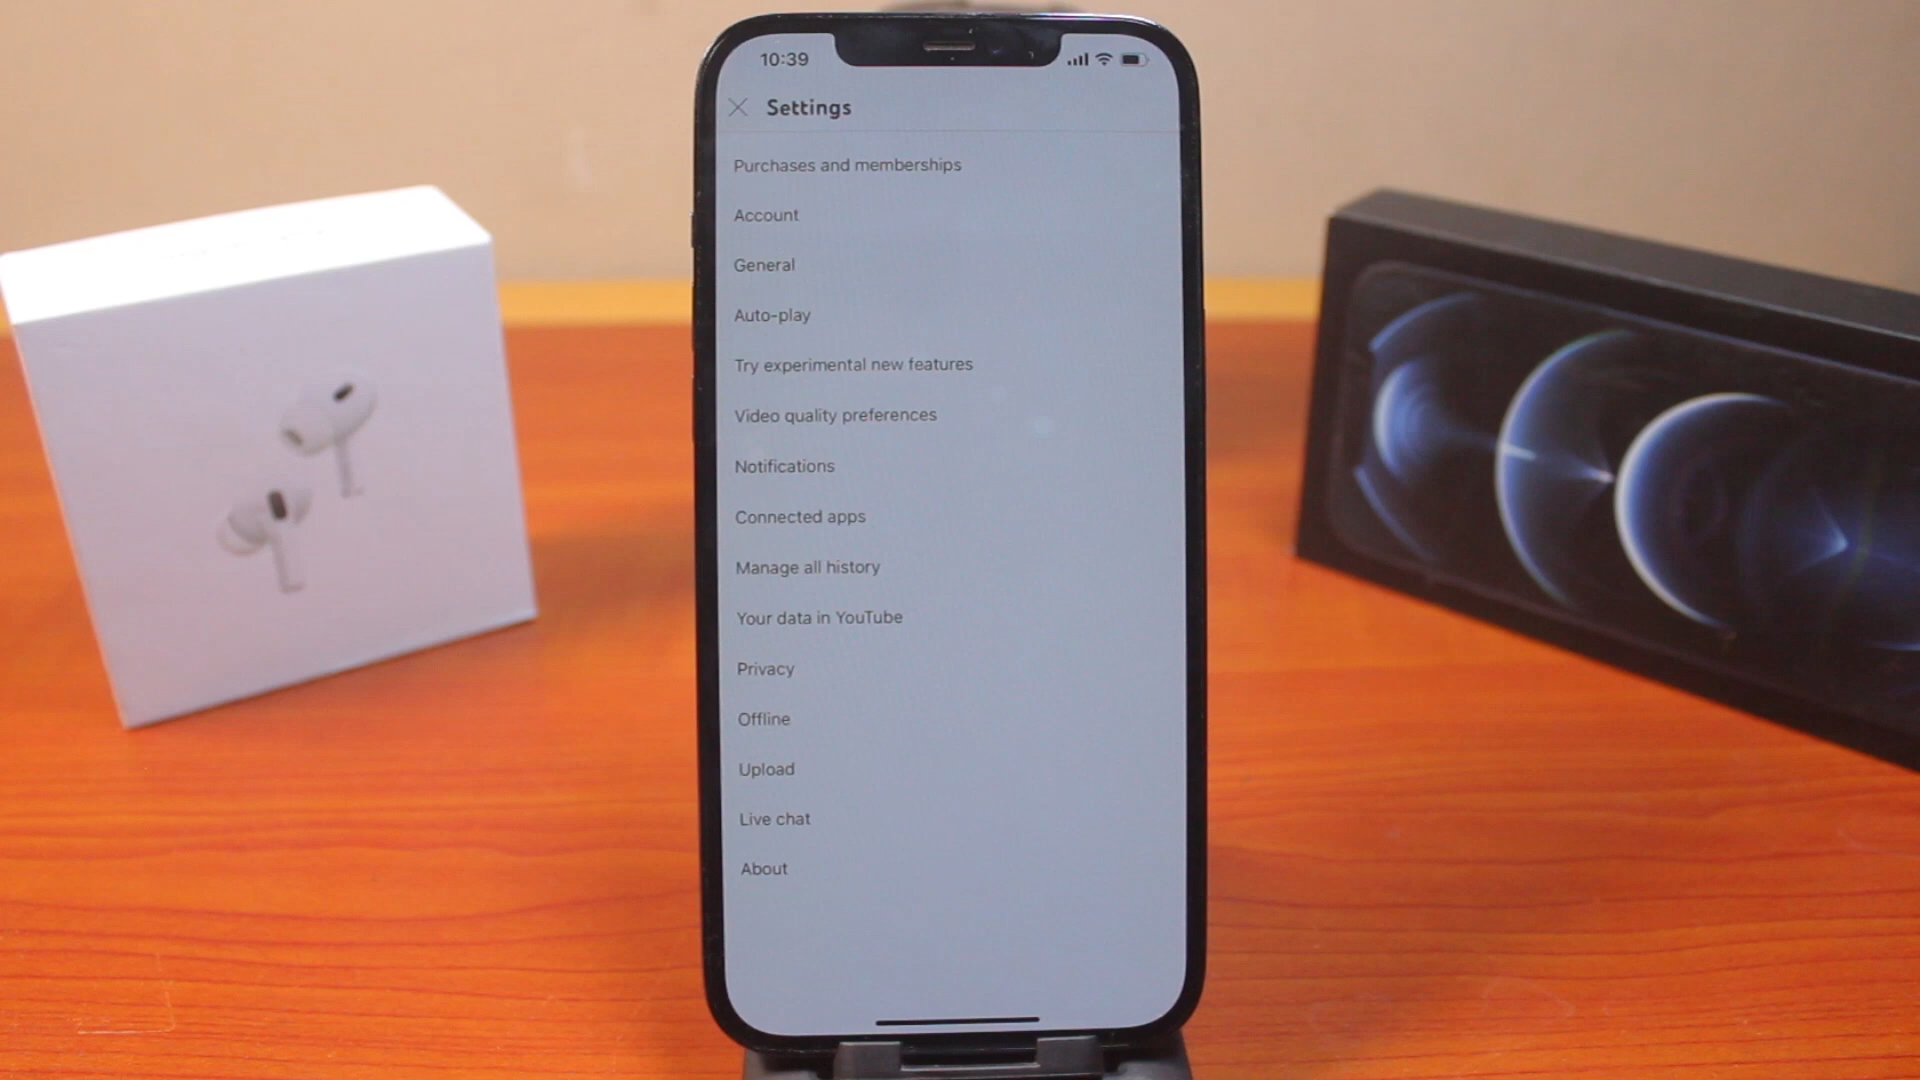 10:39
Settings
Purchases and memberships
Account
General
Auto-play
Try experimental new features
Video quality preferences
Notifications
Connected apps
Manage all history
Your data in YouTube
Privacy
Offline
Upload
Live chat
About